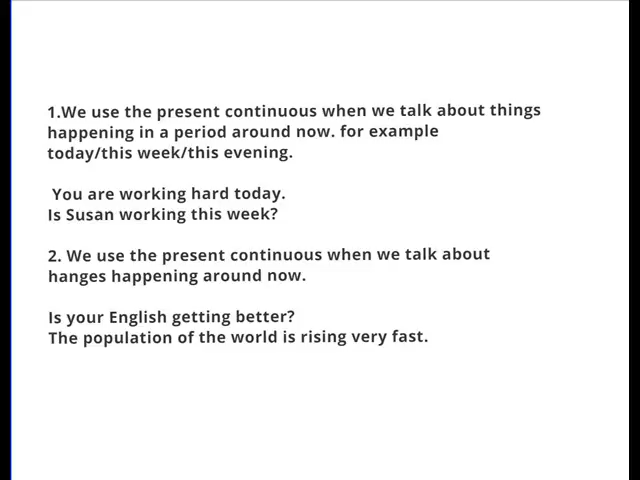 1.We use the present continuous when we talk about things
happening in a period around now. for example
today/this week/this evening.
You are working hard today.
Is Susan working this week?
2. We use the present continuous when we talk about
hanges happening around now.
Is your English getting better?
The population of the world is rising very fast.